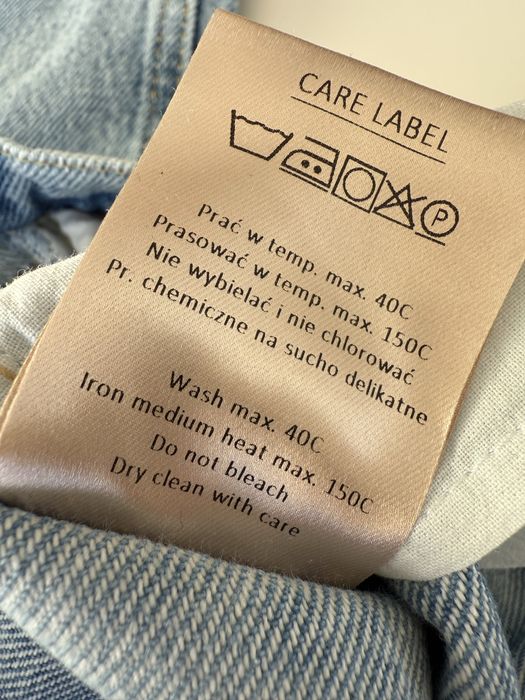 CARE LABEL
P
Prać w temp. max. 40C
Prasować w temp. max. 150C
Nie wybielać i nie chlorować
Pr. chemiczne na sucho delikatne
Wash max. 40C
Iron medium heat max. 150C
Do not bleach
Dry clean with care